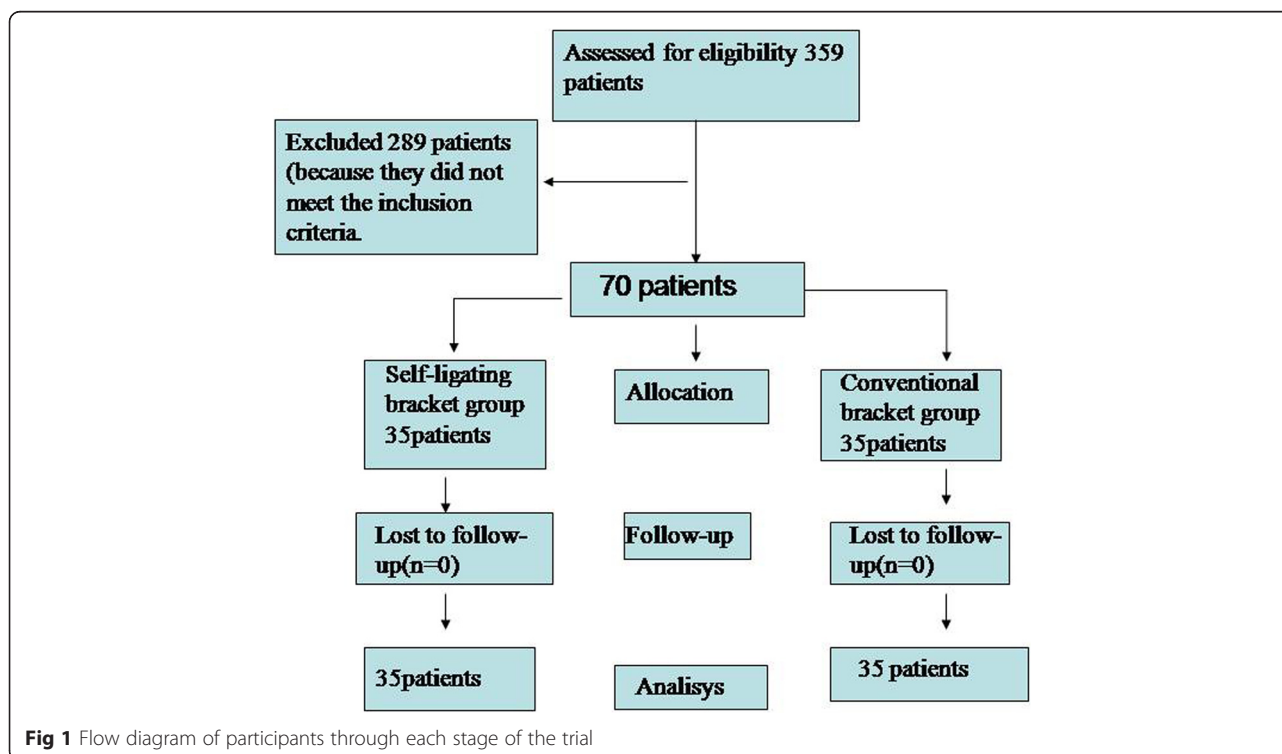 Assessed for eligibility 359
patients
Excluded 289 patients
(because they did not
meet the inclusion
criteria.
70 patients
Self-ligating
bracket group
35patients
Allocation
Conventional
bracket group
35patients
Lost to follow-
up(n=0)
Follow-up
Lost to follow-
up(n=0)
35patients
Analisys
35 patients
Fig 1 Flow diagram of participants through each stage of the trial